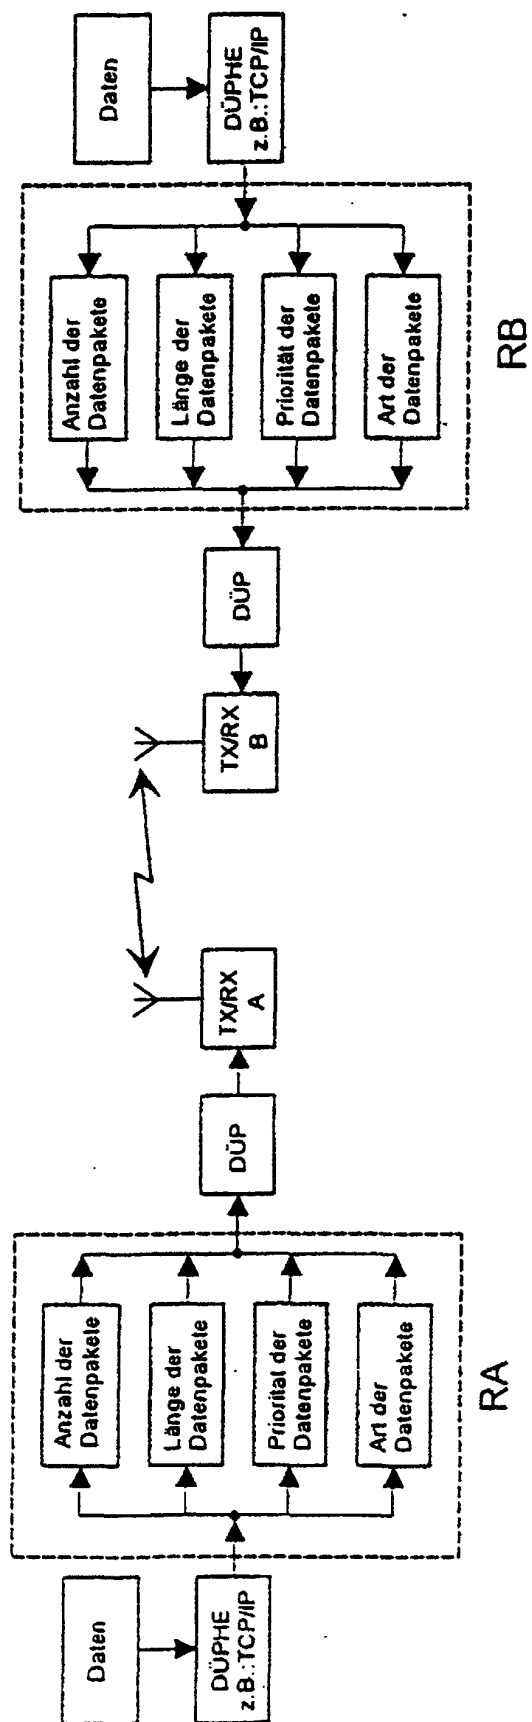 Daten
DÜPHE
z.B.:TCP/IP
Anzahl der
Datenpakete
Länge der
Datenpakete
Priorität der
Datenpakete
Art der
Datenpakete
RA
DÜP
TX/RX
A
TX/RX
B
DÜP
Anzahl der
Datenpakete
Länge der
Datenpakete
Priorität der
Datenpakete
Art der
Datenpakete
RB
Daten
DÜPHE
z.B.:TCP/IP